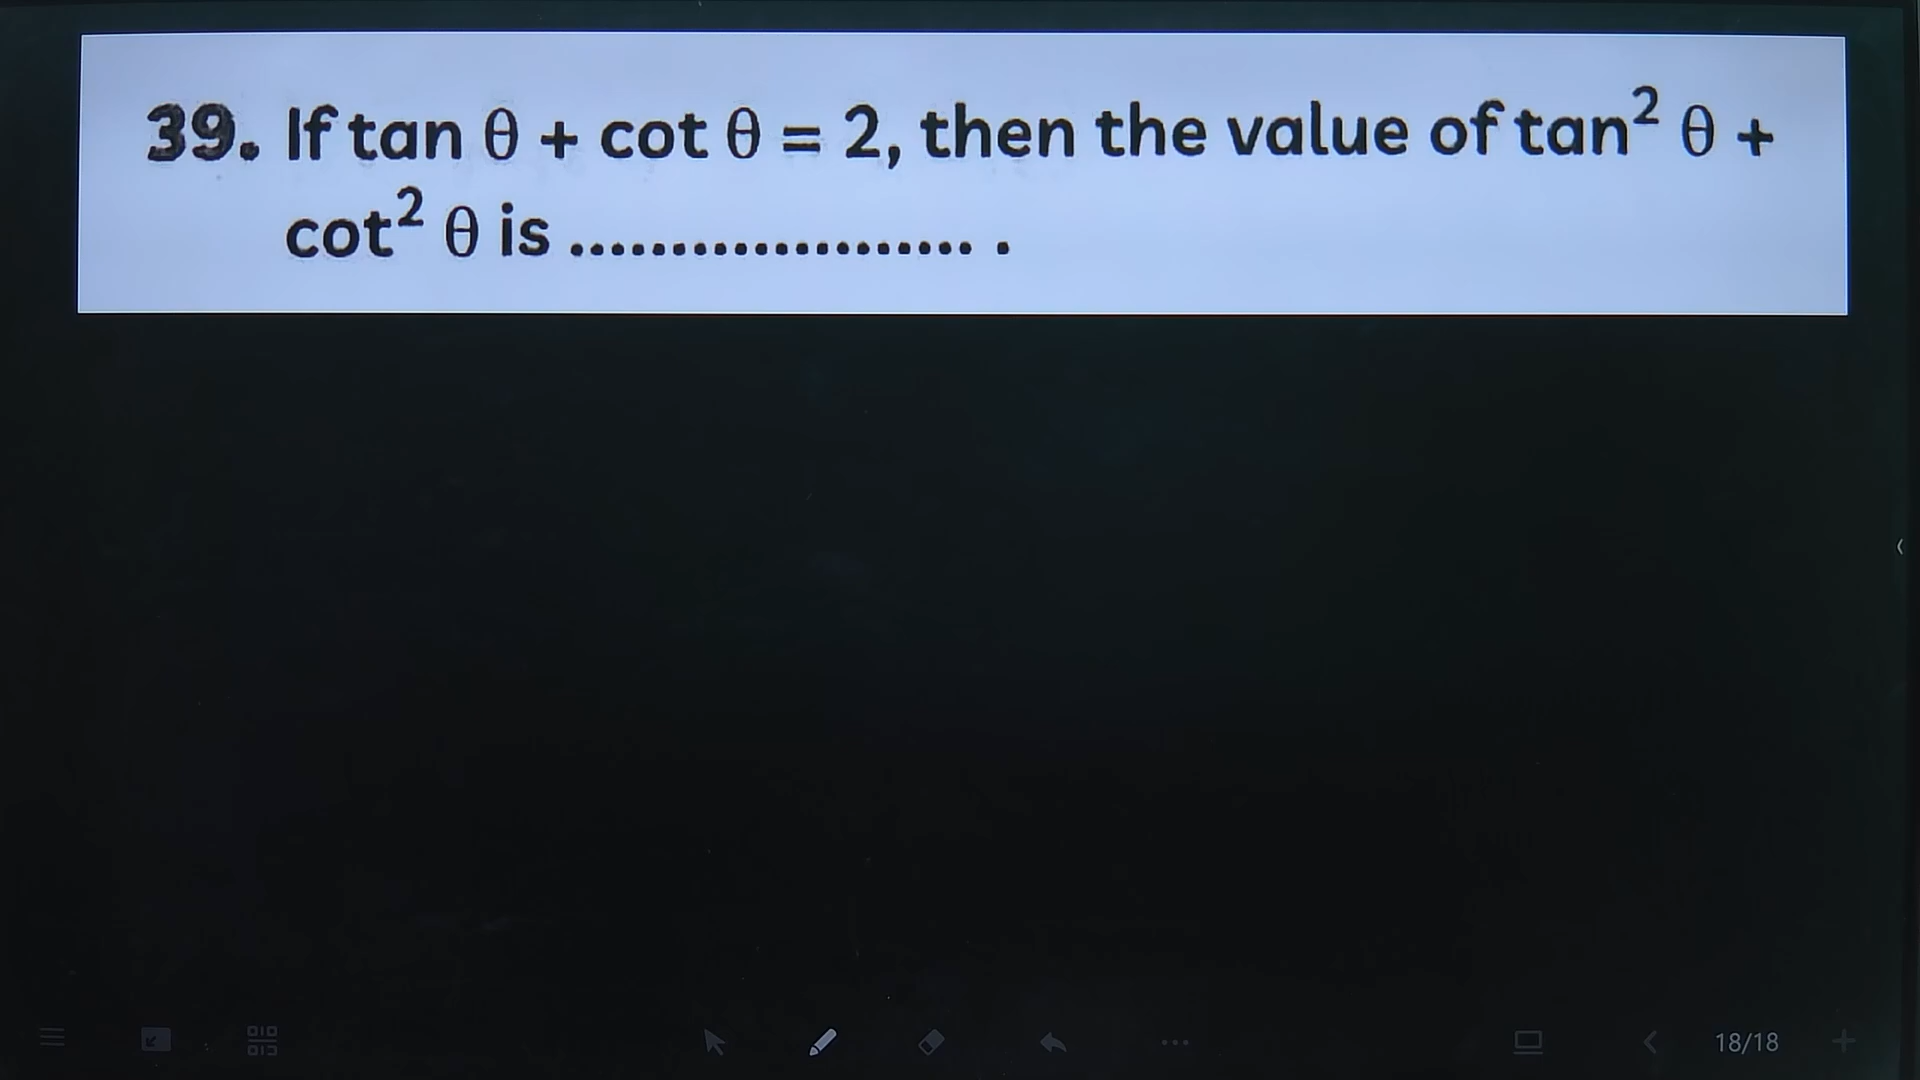 39. If tan θ + cot θ = 2, then the value of tan² θ +
cot² θ is .................... .
18/18